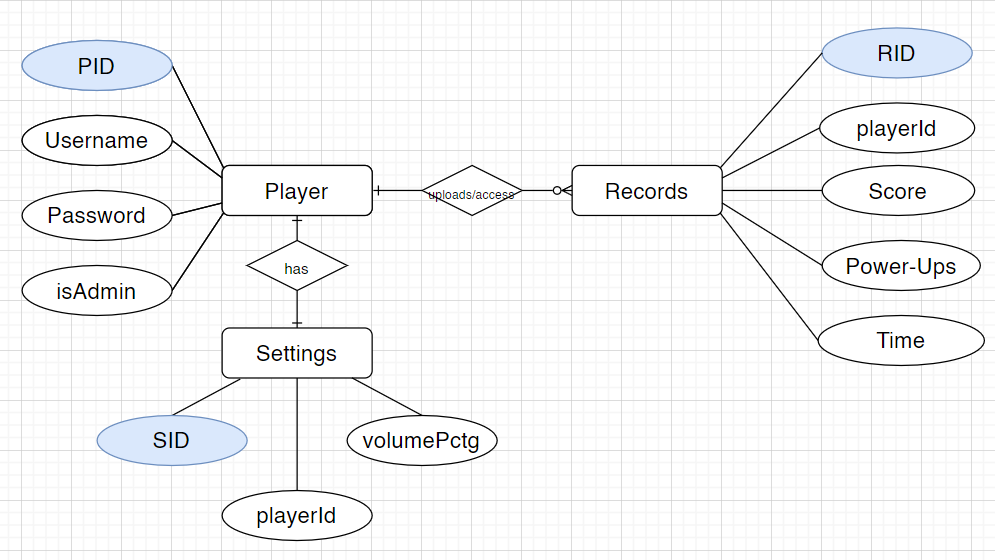 PID
Username
Password
isAdmin
Player
uploads/access
Records
RID
playerId
Score
Power-Ups
Time
has
Settings
SID
volumePctg
playerId